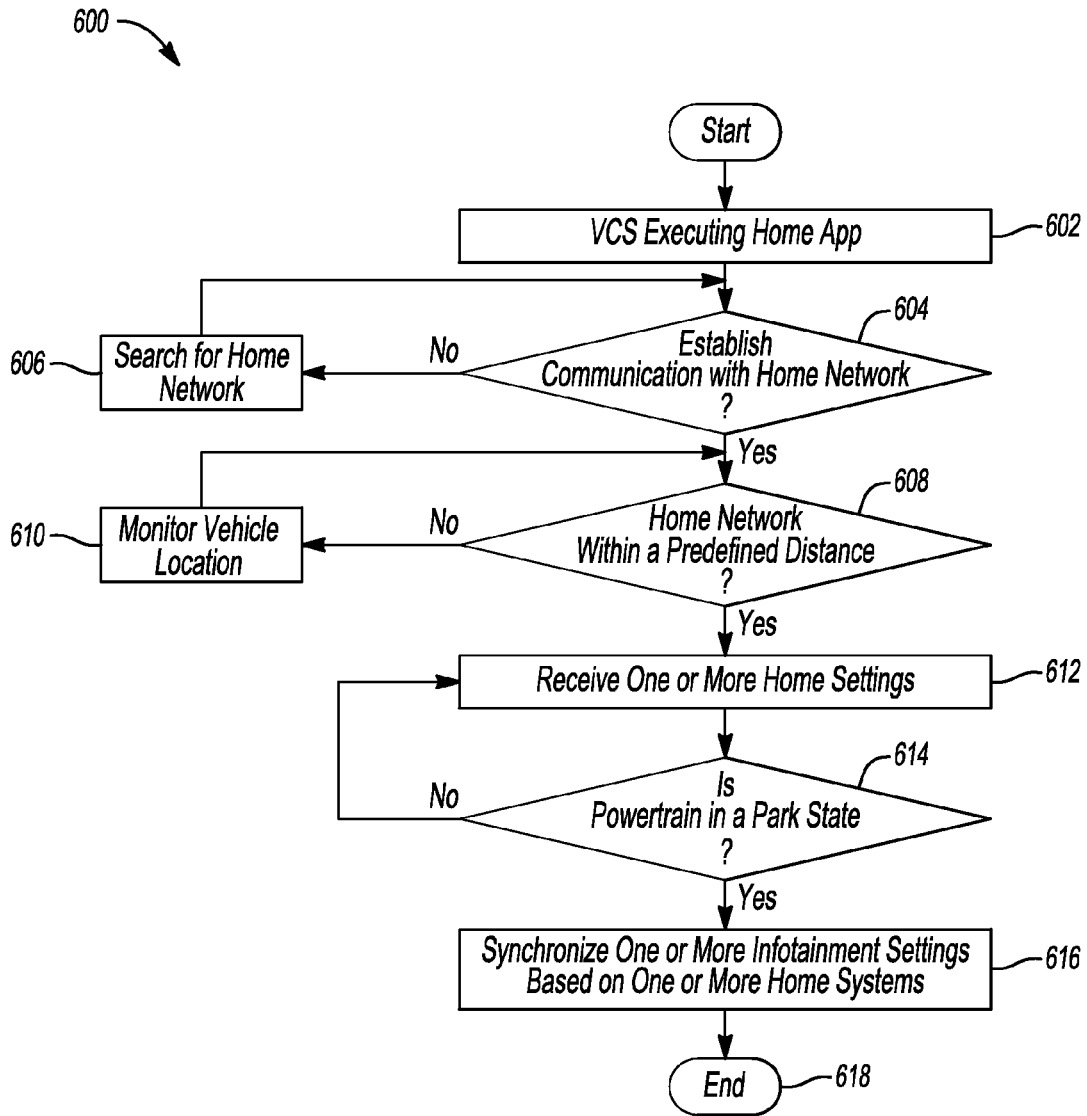 600
Start
VCS Executing Home App
602
604
Establish
Communication with Home Network
?
No
606
Search for Home
Network
Yes
608
Home Network
Within a Predefined Distance
?
No
610
Monitor Vehicle
Location
Yes
Receive One or More Home Settings
612
614
Is
Powertrain in a Park State
?
No
Yes
Synchronize One or More Infotainment Settings
Based on One or More Home Systems
616
End
618